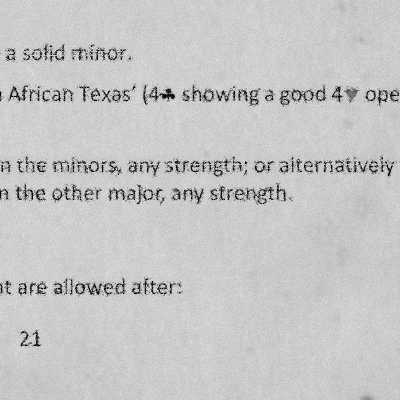 a solid minor.
African Texas’ (4♣ showing a good 4♥ ope
n the minors, any strength; or alternatively
n the other major, any strength.
nt are allowed after:
21